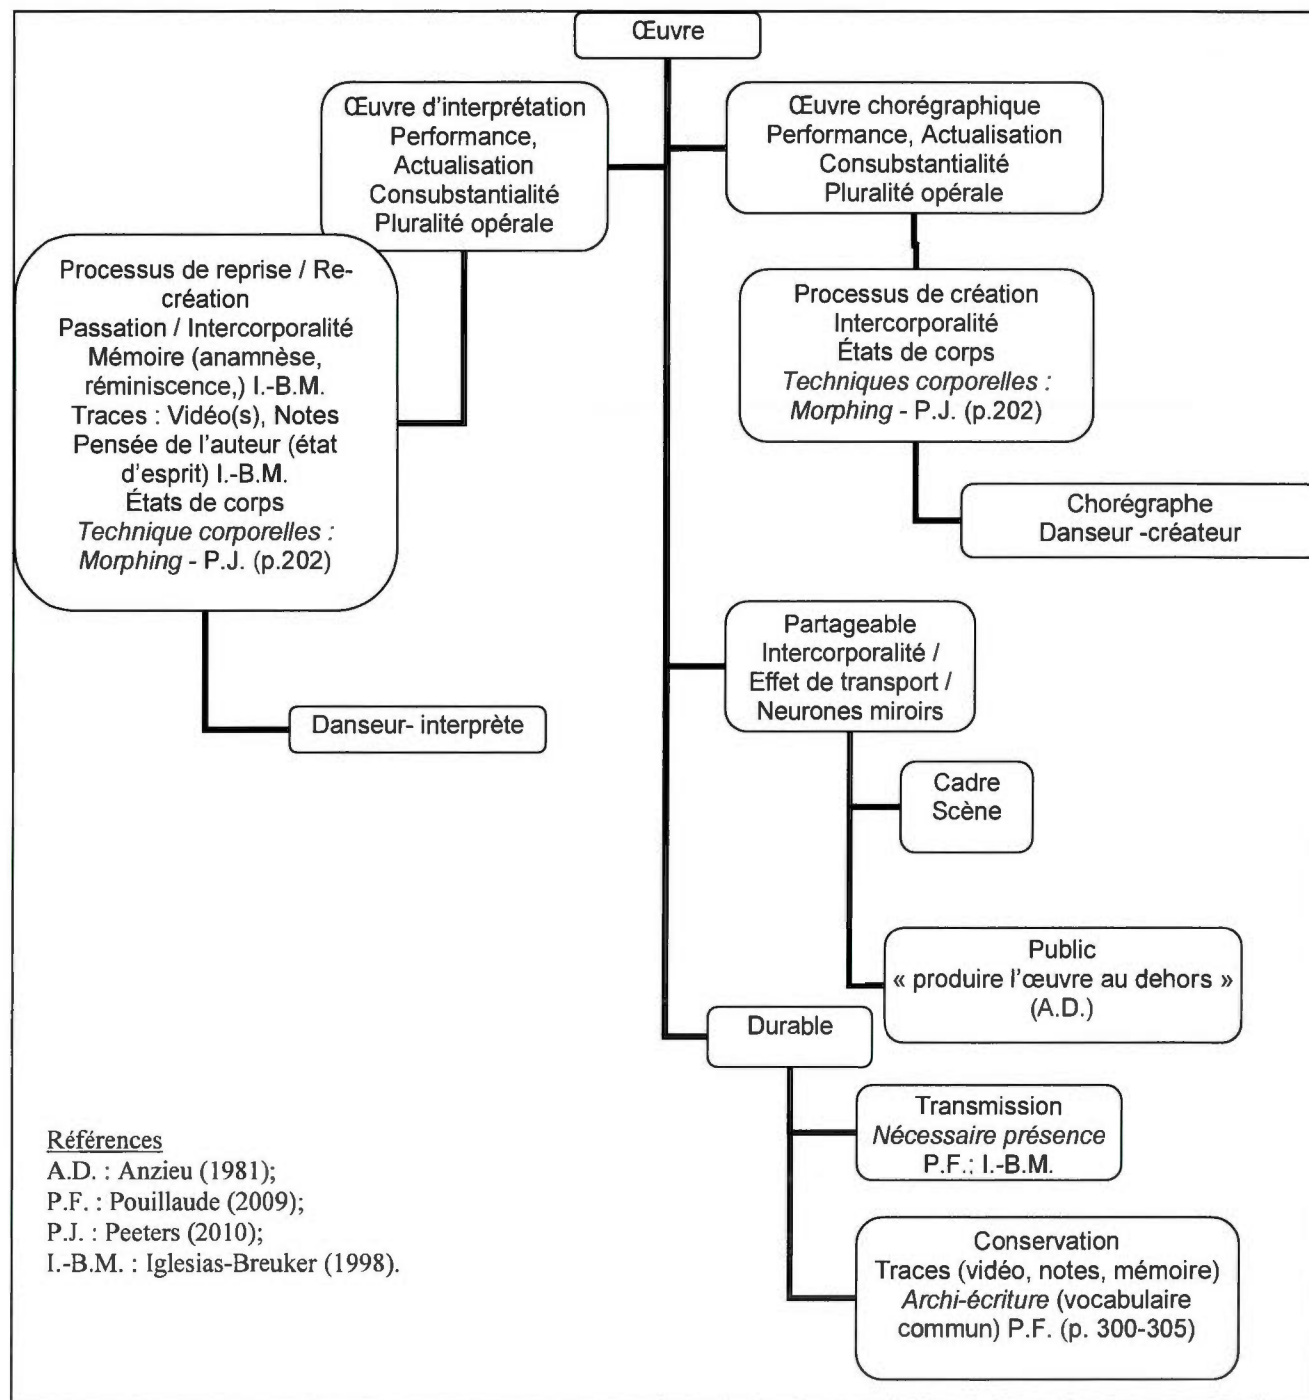 Œuvre
Œuvre d'interprétation
Performance,
Actualisation
Consubstantialité
Pluralité opérale
Œuvre chorégraphique
Performance, Actualisation
Consubstantialité
Pluralité opérale
Processus de reprise / Re-
création
Passation / Intercorporalité
Mémoire (anamnèse,
réminiscence,) I.-B.M.
Traces : Vidéo(s), Notes
Pensée de l'auteur (état
d'esprit) I.-B.M.
États de corps
Technique corporelles :
Morphing - P.J. (p.202)
Processus de création
Intercorporalité
États de corps
Techniques corporelles :
Morphing - P.J. (p.202)
Chorégraphe
Danseur -créateur
Danseur- interprète
Partageable
Intercorporalité /
Effet de transport /
Neurones miroirs
Cadre
Scène
Public
« produire l'œuvre au dehors »
(A.D.)
Durable
Transmission
Nécessaire présence
P.F.; I.-B.M.
Conservation
Traces (vidéo, notes, mémoire)
Archi-écriture (vocabulaire
commun) P.F. (p. 300-305)
Références
A.D. : Anzieu (1981);
P.F. : Pouillaude (2009);
P.J. : Peeters (2010);
I.-B.M. : Iglesias-Breuker (1998).